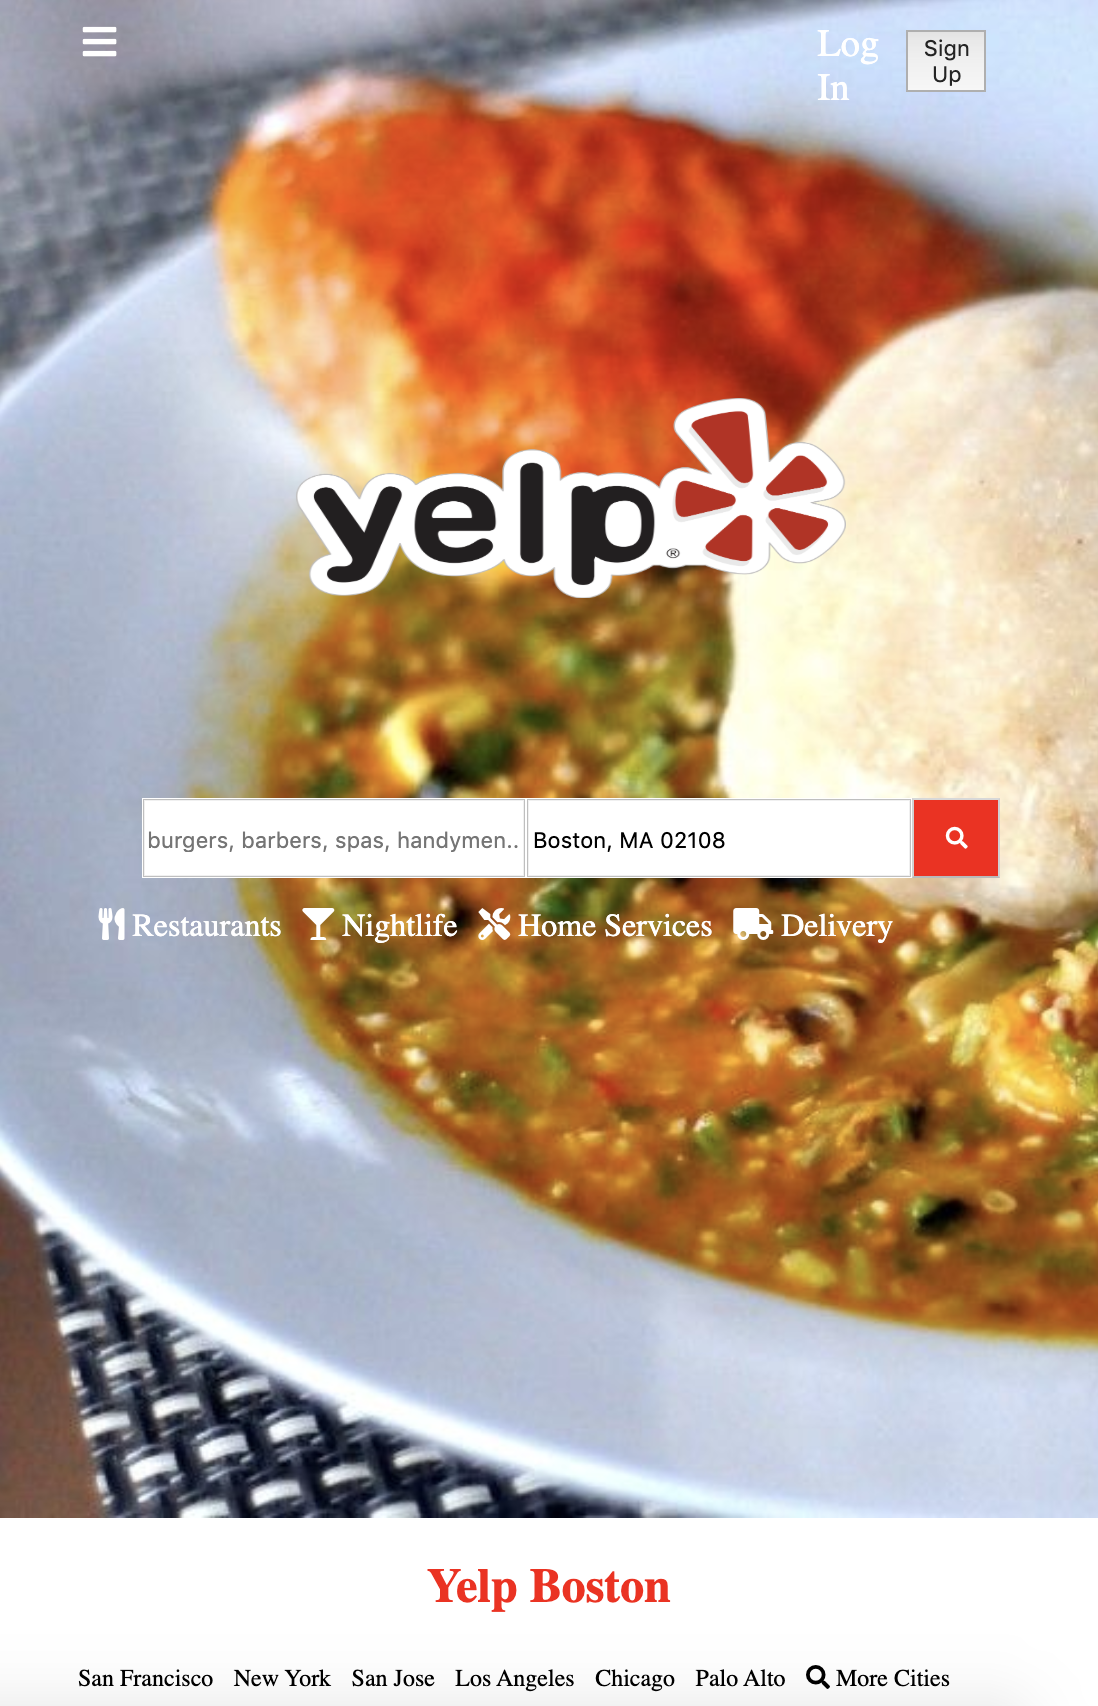 Log
In
Sign
Up
yelp®
burgers, barbers, spas, handymen..
Boston, MA 02108
Restaurants Nightlife Home Services Delivery
Yelp Boston
San Francisco New York San Jose Los Angeles Chicago Palo Alto More Cities